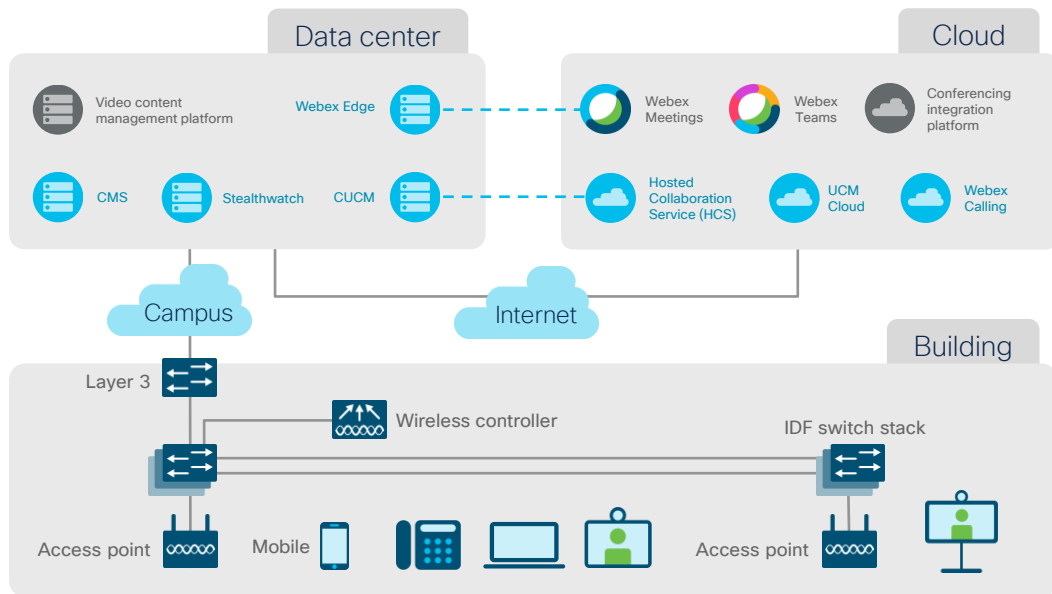 Data center
Cloud
Video content
management platform
Webex Edge
Webex
Meetings
Webex
Teams
Conferencing
integration
platform
CMS
Stealthwatch
CUCM
Hosted
Collaboration
Service (HCS)
UCM
Cloud
Webex
Calling
Campus
Internet
Building
Layer 3
Wireless controller
IDF switch stack
Access point
Mobile
Access point